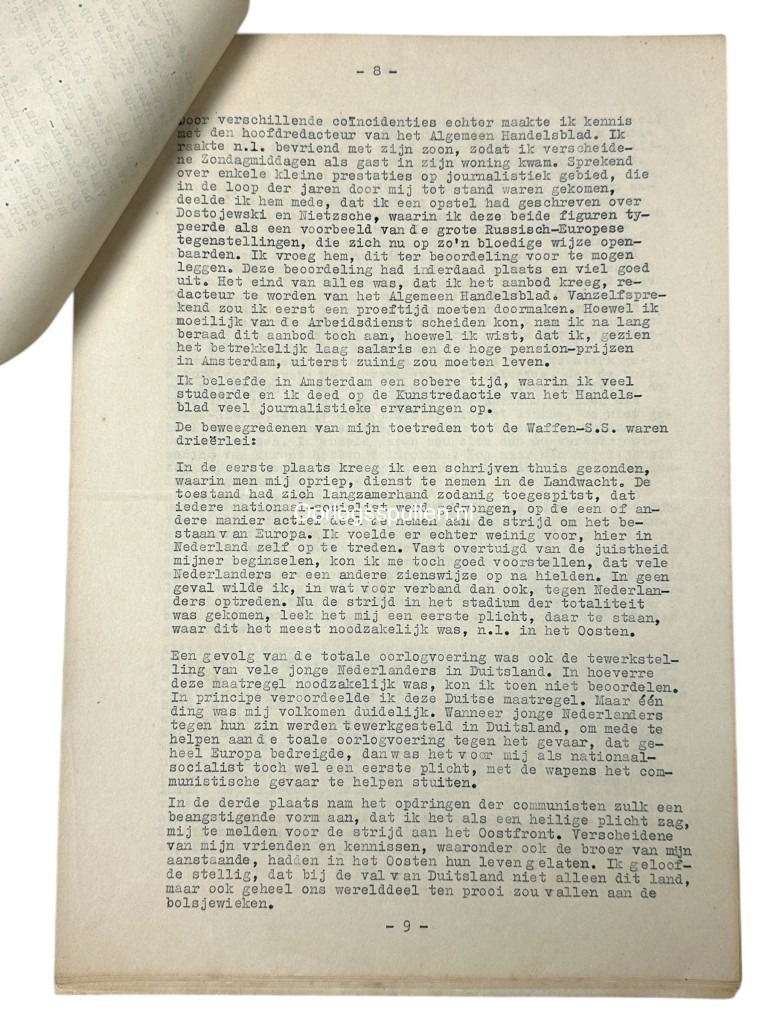 - 8 -
Door verschillende coïncidenties echter maakte ik kennis
met den hoofdredacteur van het Algemeen Handelsblad. Ik
raakte n.l. bevriend met zijn zoon, zodat ik verscheide-
ne Zondagmiddagen als gast in zijn woning kwam. Sprekend
over enkele kleine prestaties op journalistiek gebied, die
in de loop der jaren door mij tot stand waren gekomen,
deelde ik hem mede, dat ik een opstel had geschreven over
Dostojewski en Nietzsche, waarin ik deze beide figuren ty-
peerde als een voorbeeld van de grote Russisch-Europese
tegenstellingen, die zich nu op zo'n bloedige wijze open-
baarden. Ik vroeg hem, dit ter beoordeling voor te mogen
leggen. Deze beoordeling had inderdaad plaats en viel goed
uit. Het eind van alles was, dat ik het aanbod kreeg, re-
dacteur te worden van het Algemeen Handelsblad. Vanzelfspre-
kend zou ik eerst een proeftijd moeten doormaken. Hoewel ik
moeilijk van de Arbeidsdienst scheiden kon, nam ik na lang
beraad dit aanbod toch aan, hoewel ik wist, dat ik, gezien
het betrekkelijk laag salaris en de hoge pension-prijzen
in Amsterdam, uiterst zuinig zou moeten leven.
Ik beleefde in Amsterdam een sobere tijd, waarin ik veel
studeerde en ik deed op de Kunstredactie van het Handels-
blad veel journalistieke ervaringen op.
De beweegredenen van mijn toetreden tot de Waffen-S.S. waren
drieërlei:
In de eerste plaats kreeg ik een schrijven thuis gezonden,
waarin men mij opriep, dienst te nemen in de Landwacht. De
toestand had zich langzamerhand zodanig toegespitst, dat
iedere nationaal-socialist werd gedrongen, op de een of an-
dere manier actief deel te nemen aan de strijd om het be-
staan van Europa. Ik voelde er echter weinig voor, hier in
Nederland zelf op te treden. Vast overtuigd van de juistheid
mijner beginselen, kon ik me toch goed voorstellen, dat vele
Nederlanders er een andere zienswijze op na hielden. In geen
geval wilde ik, in wat voor verband dan ook, tegen Nederlan-
ders optreden. Nu de strijd in het stadium der totaliteit
was gekomen, leek het mij een eerste plicht, daar te staan,
waar dit het meest noodzakelijk was, n.l. in het Oosten.
Een gevolg van de totale oorlogvoering was ook de tewerkstel-
ling van vele jonge Nederlanders in Duitsland. In hoeverre
deze maatregel noodzakelijk was, kon ik toen niet beoordelen.
In principe veroordeelde ik deze Duitse maatregel. Maar één
ding was mij volkomen duidelijk. Wanneer jonge Nederlanders
tegen hun zin werden tewerkgesteld in Duitsland, om mede te
helpen aan de toale oorlogvoering tegen het gevaar, dat ge-
heel Europa bedreigde, dan was het voor mij als nationaal-
socialist toch wel een eerste plicht, met de wapens het com-
munistische gevaar te helpen stuiten.
In de derde plaats nam het opdringen der communisten zulk een
beangstigende vorm aan, dat ik het als een heilige plicht zag,
mij te melden voor de strijd aan het Oostfront. Verscheidene
van mijn vrienden en kennissen, waaronder ook de broer van mijn
aanstaande, hadden in het Oosten hun leven gelaten. Ik geloof-
de stellig, dat bij de val van Duitsland niet alleen dit land,
maar ook geheel ons werelddeel ten prooi zou vallen aan de
bolsjewieken.
- 9 -
Oorlogsspullen.nl